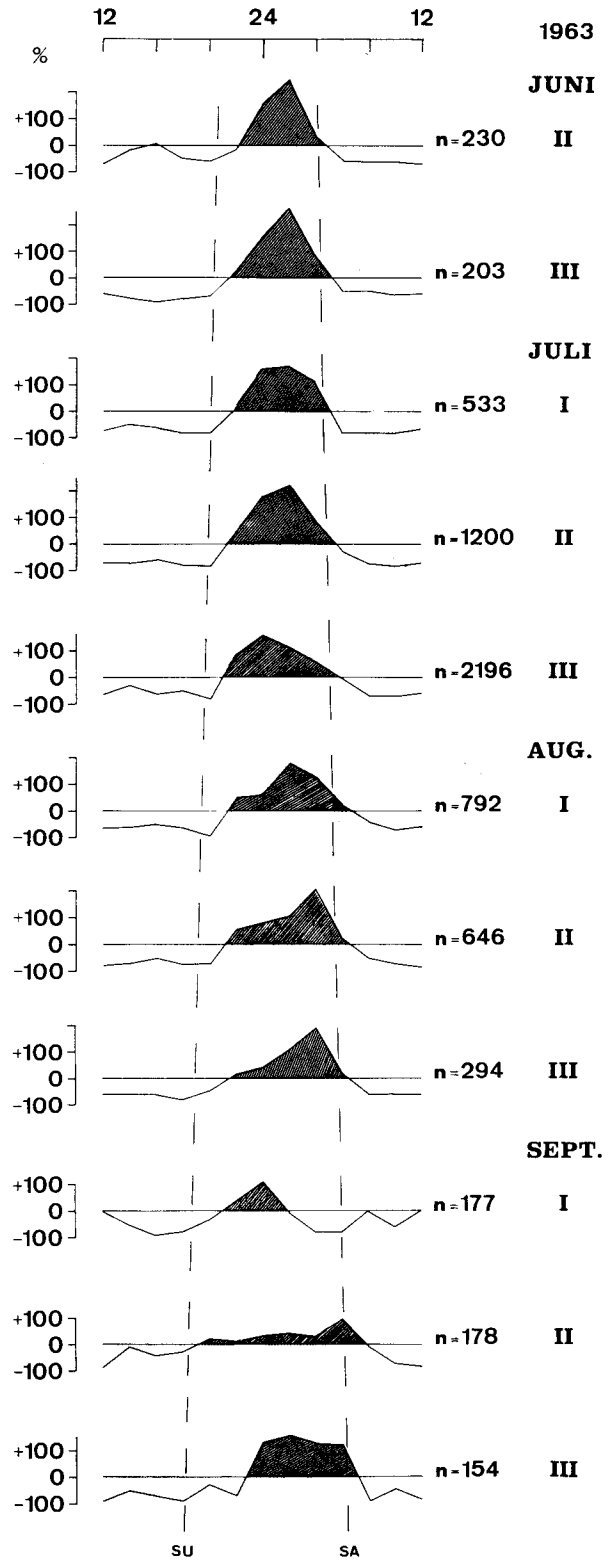 12 24 12
1963
%
JUNI
+100
0 n=230 II
-100
+100
0 n=203 III
-100
JULI
+100
0 n=533 I
-100
+100
0 n=1200 II
-100
+100
0 n=2196 III
-100
AUG.
+100
0 n=792 I
-100
+100
0 n=646 II
-100
+100
0 n=294 III
-100
SEPT.
+100
0 n=177 I
-100
+100
0 n=178 II
-100
+100
0 n=154 III
-100
SU SA